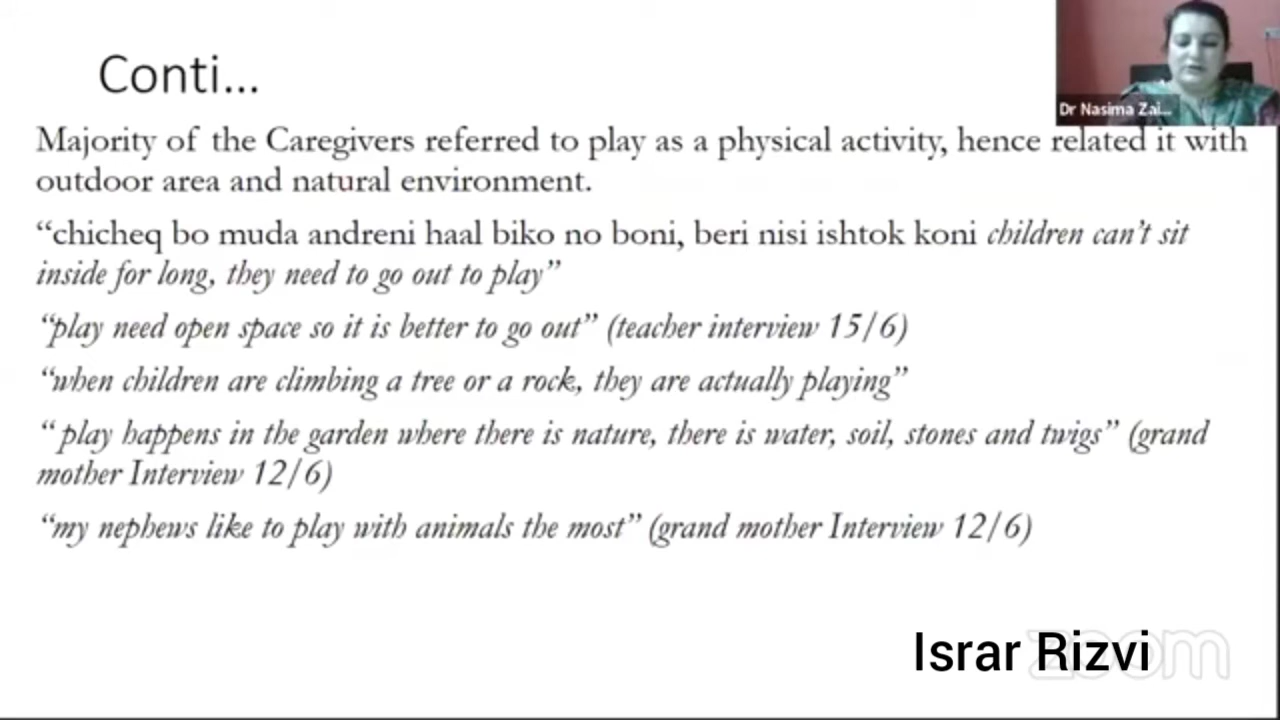 Conti...
Dr Nasima Zai...
Majority of the Caregivers referred to play as a physical activity, hence related it with
outdoor area and natural environment.
“chicheq bo muda andreni haal biko no boni, beri nisi ishtok koni children can’t sit
inside for long, they need to go out to play”
“play need open space so it is better to go out” (teacher interview 15/6)
“when children are climbing a tree or a rock, they are actually playing”
“ play happens in the garden where there is nature, there is water, soil, stones and twigs” (grand
mother Interview 12/6)
“my nephews like to play with animals the most” (grand mother Interview 12/6)
Israr Rizvi
zoom